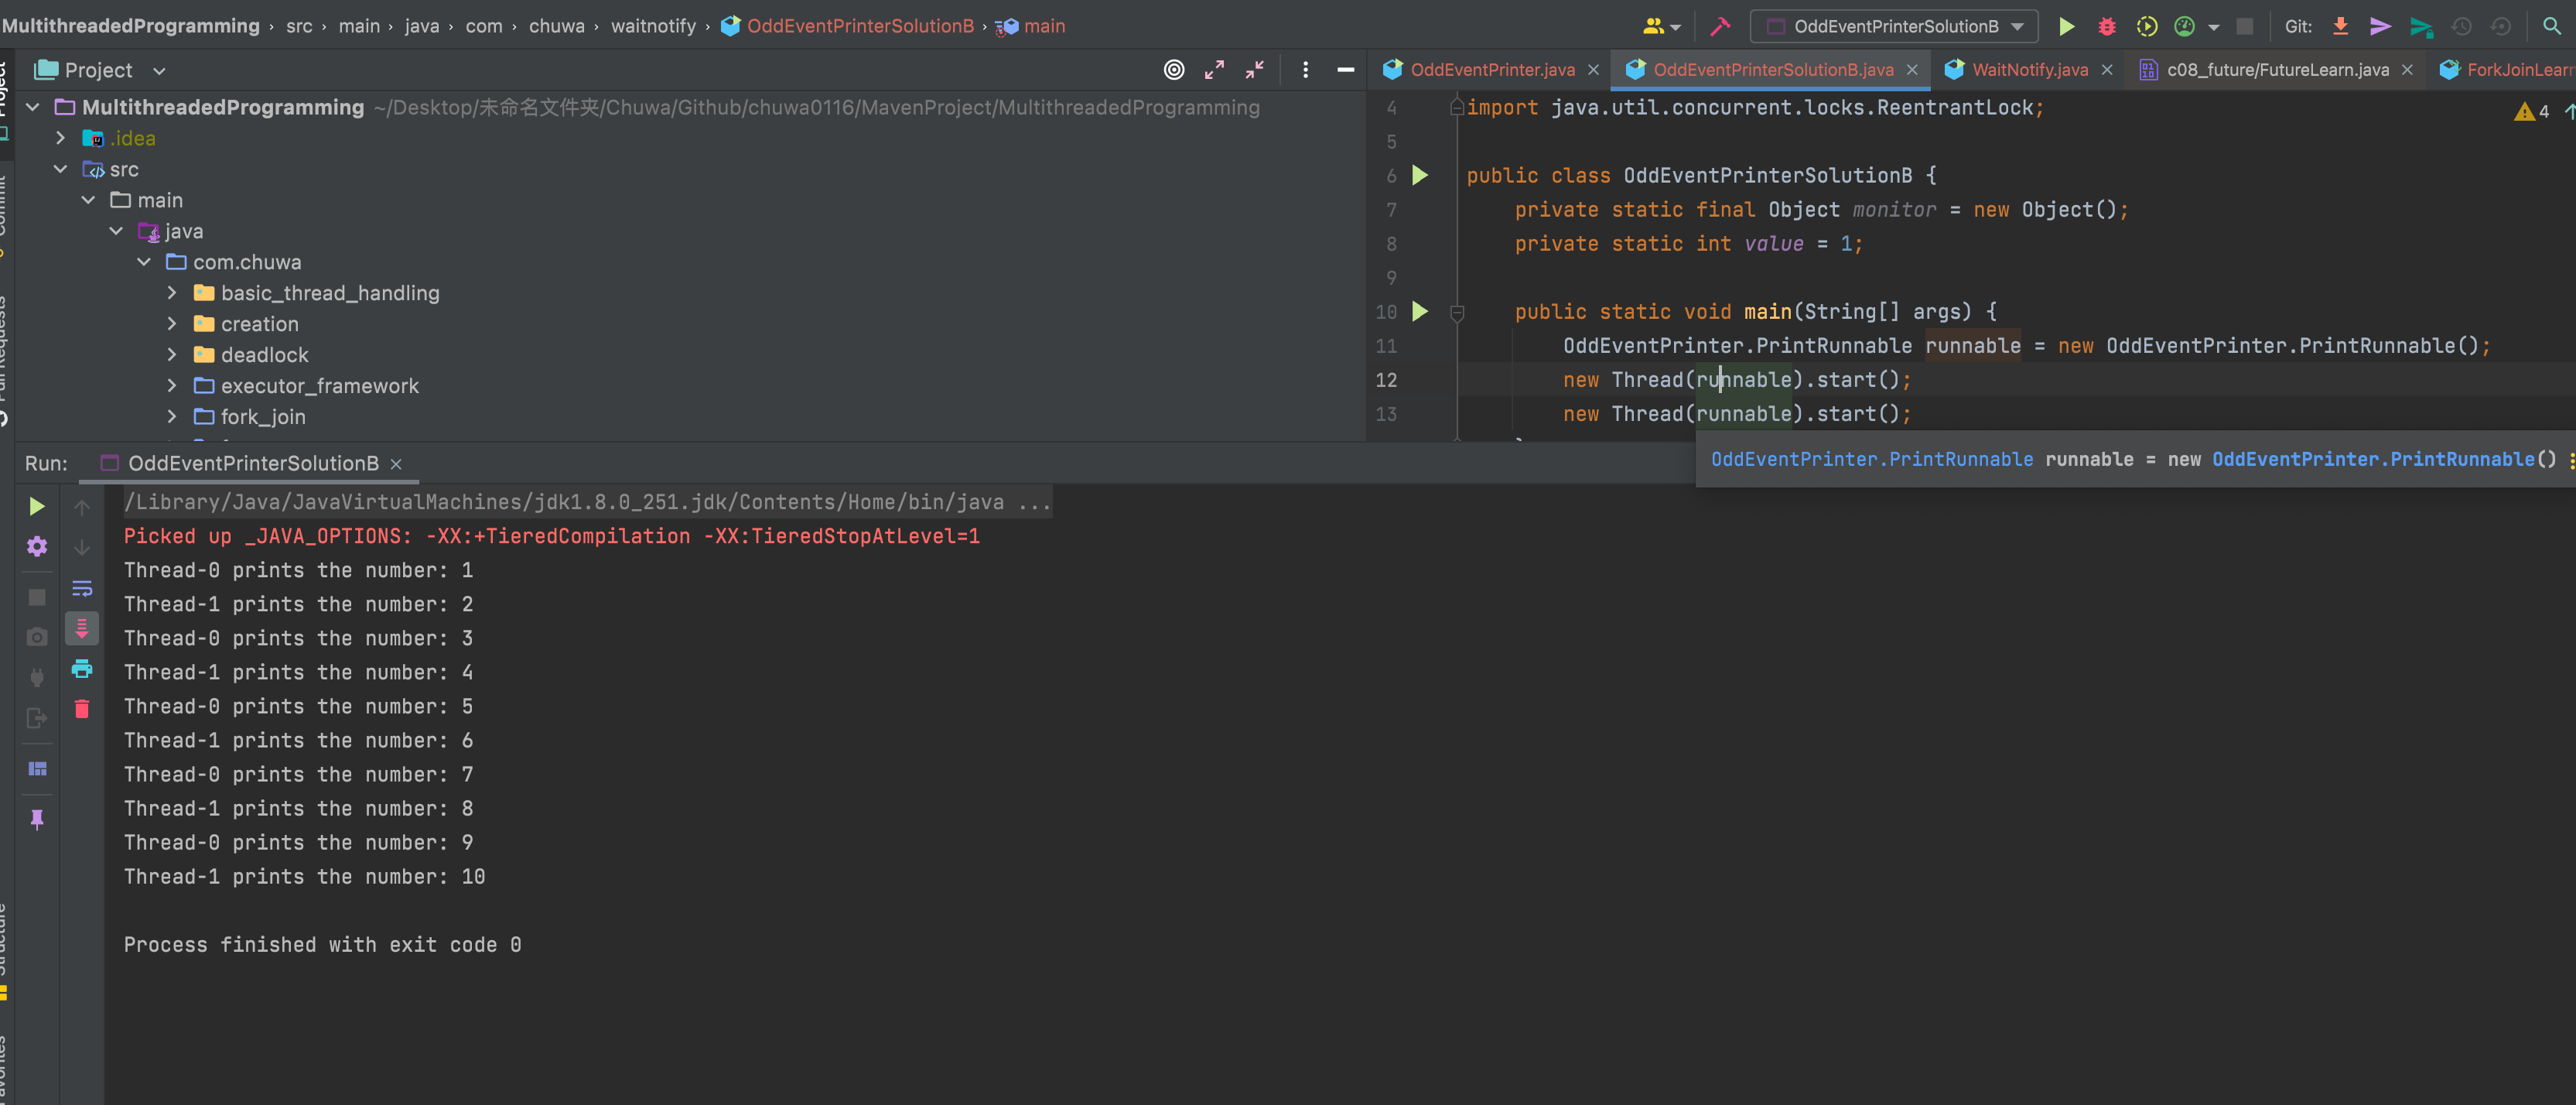 MultithreadedProgramming › src › main › java › com › chuwa › waitnotify › OddEventPrinterSolutionB › main
OddEventPrinterSolutionB
Git:
Project
MultithreadedProgramming ~/Desktop/未命名文件夹/Chuwa/Github/chuwa0116/MavenProject/MultithreadedProgramming
.idea
src
main
java
com.chuwa
basic_thread_handling
creation
deadlock
executor_framework
fork_join
OddEventPrinter.java
OddEventPrinterSolutionB.java
WaitNotify.java
c08_future/FutureLearn.java
ForkJoinLearn
4 import java.util.concurrent.locks.ReentrantLock;
4
5
6 public class OddEventPrinterSolutionB {
7 private static final Object monitor = new Object();
8 private static int value = 1;
9
10 public static void main(String[] args) {
11 OddEventPrinter.PrintRunnable runnable = new OddEventPrinter.PrintRunnable();
12 new Thread(runnable).start();
13 new Thread(runnable).start();
OddEventPrinter.PrintRunnable runnable = new OddEventPrinter.PrintRunnable()
Run: OddEventPrinterSolutionB
/Library/Java/JavaVirtualMachines/jdk1.8.0_251.jdk/Contents/Home/bin/java ...
Picked up _JAVA_OPTIONS: -XX:+TieredCompilation -XX:TieredStopAtLevel=1
Thread-0 prints the number: 1
Thread-1 prints the number: 2
Thread-0 prints the number: 3
Thread-1 prints the number: 4
Thread-0 prints the number: 5
Thread-1 prints the number: 6
Thread-0 prints the number: 7
Thread-1 prints the number: 8
Thread-0 prints the number: 9
Thread-1 prints the number: 10
Process finished with exit code 0
Project
Commit
Pull Requests
Structure
Favorites